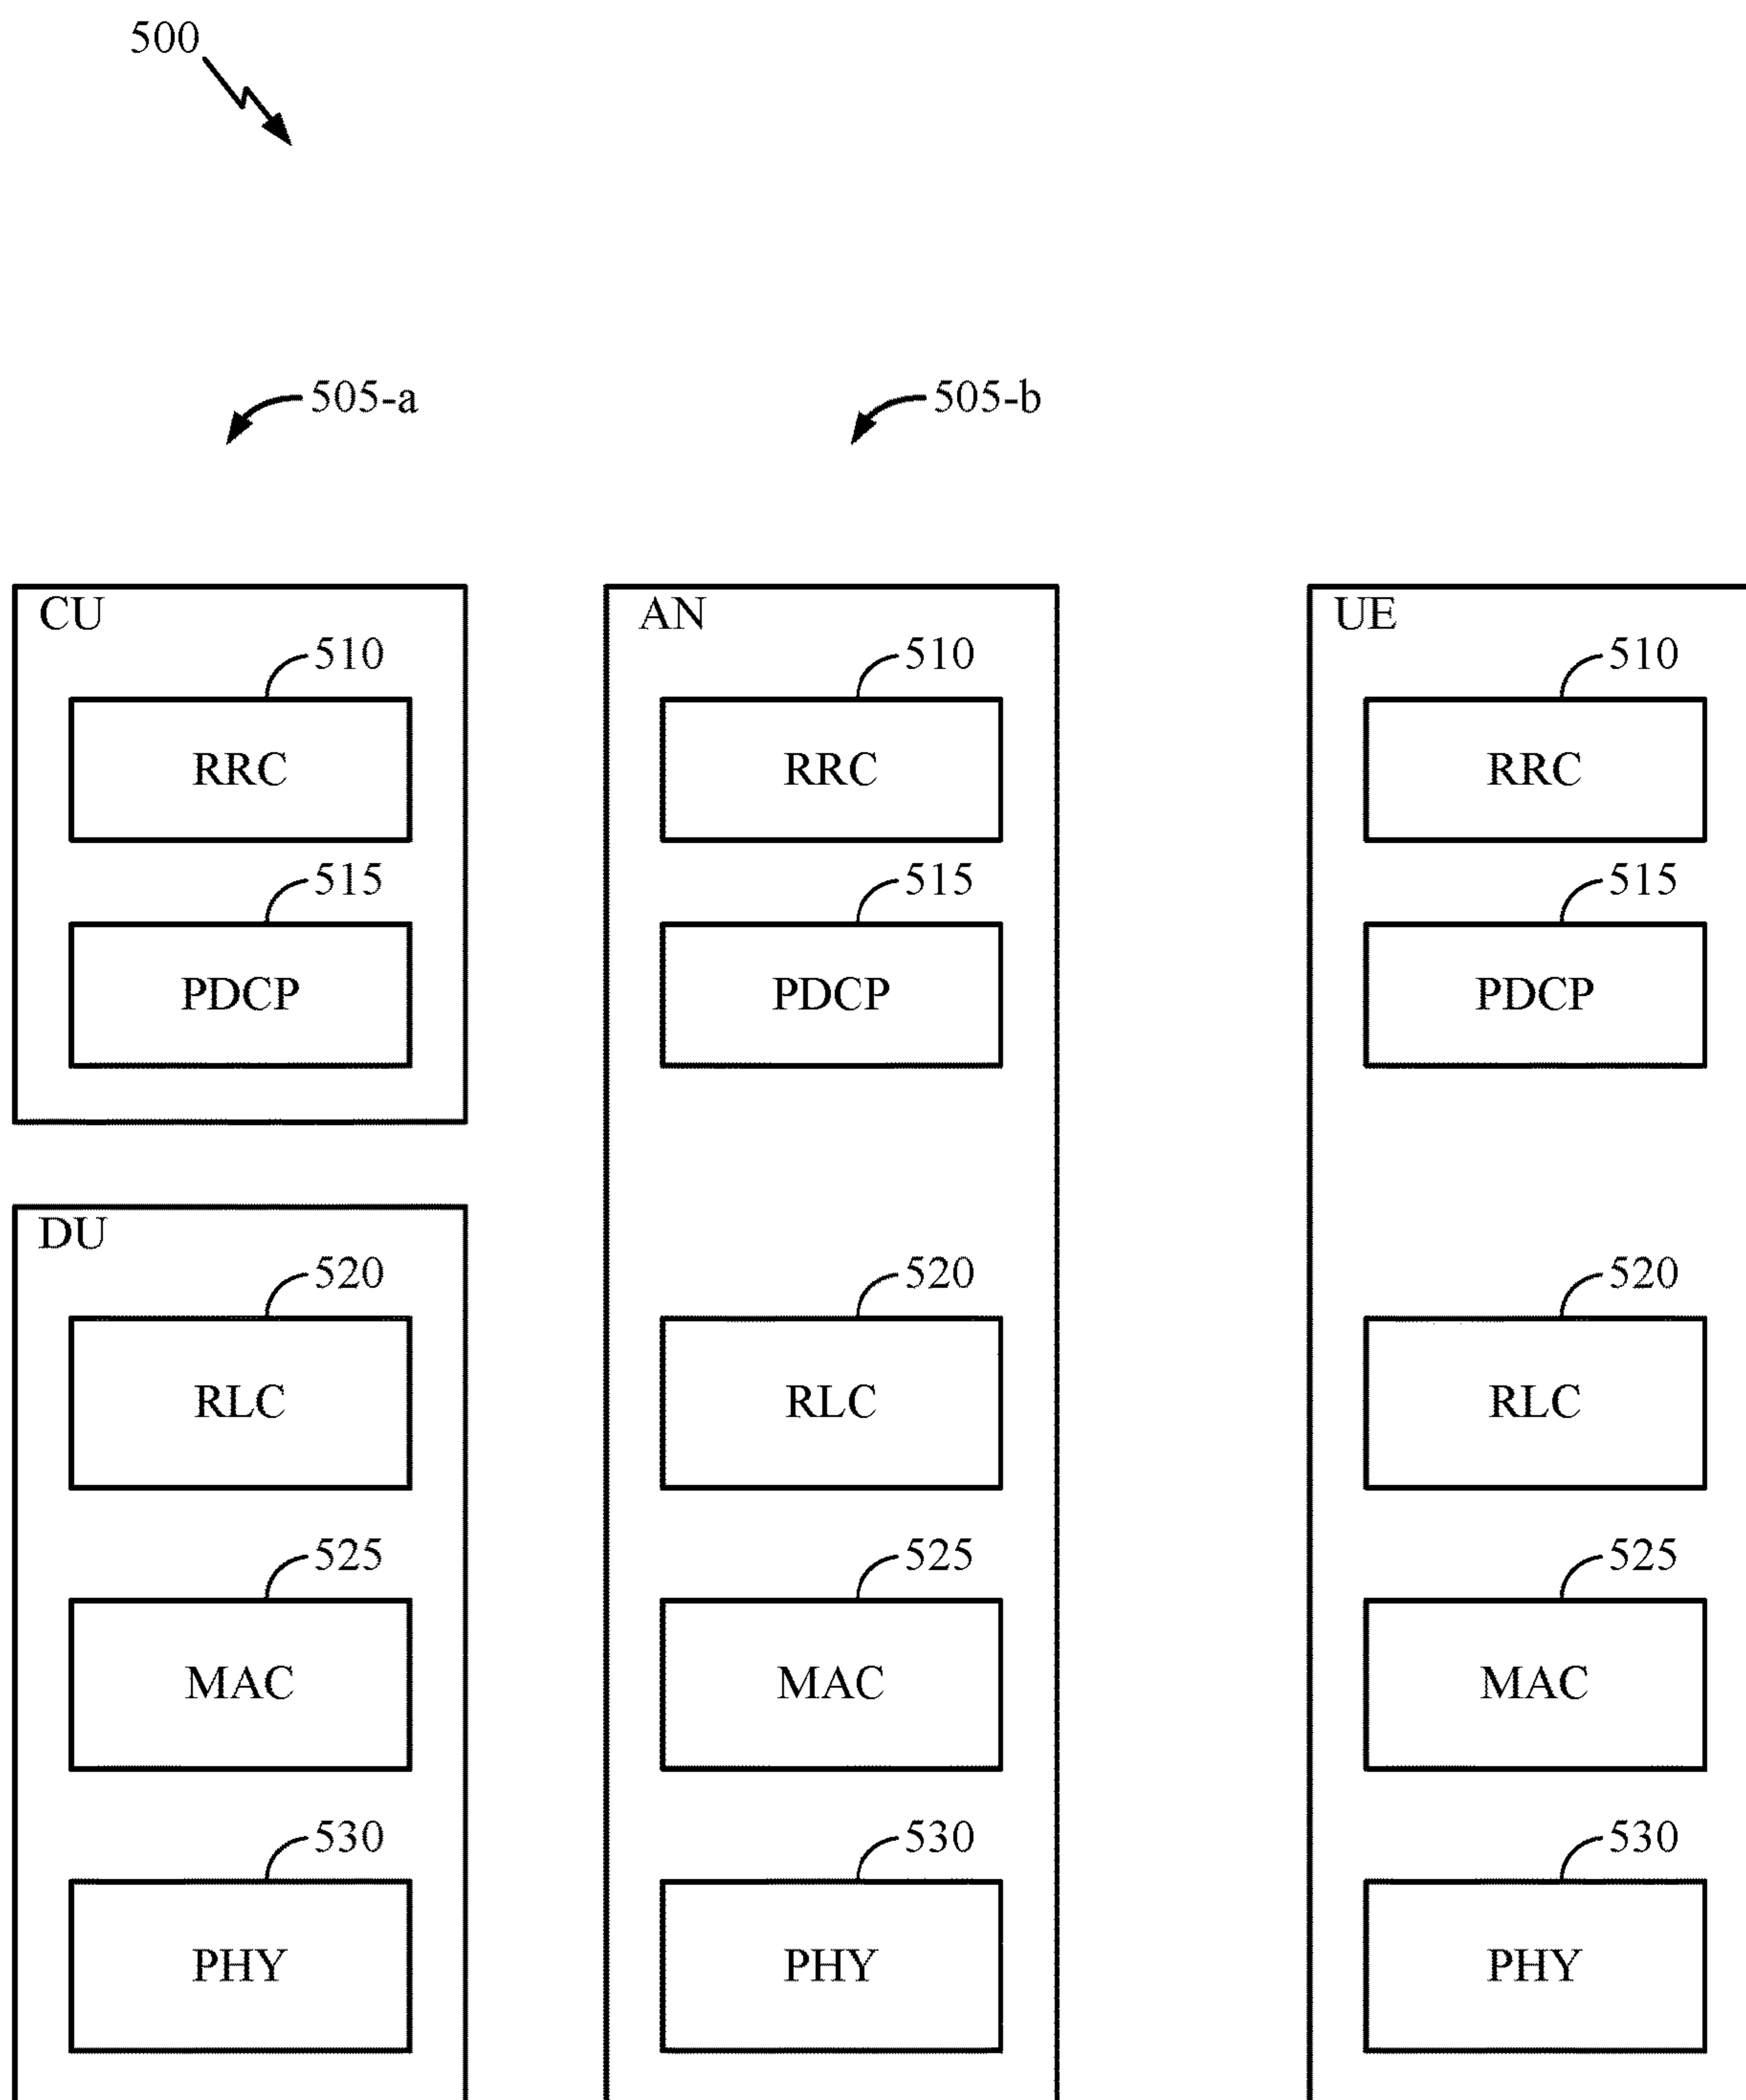 500
505-a 505-b
CU AN UE
510 510 510
RRC RRC RRC
515 515 515
PDCP PDCP PDCP
DU
520 520 520
RLC RLC RLC
525 525 525
MAC MAC MAC
530 530 530
PHY PHY PHY